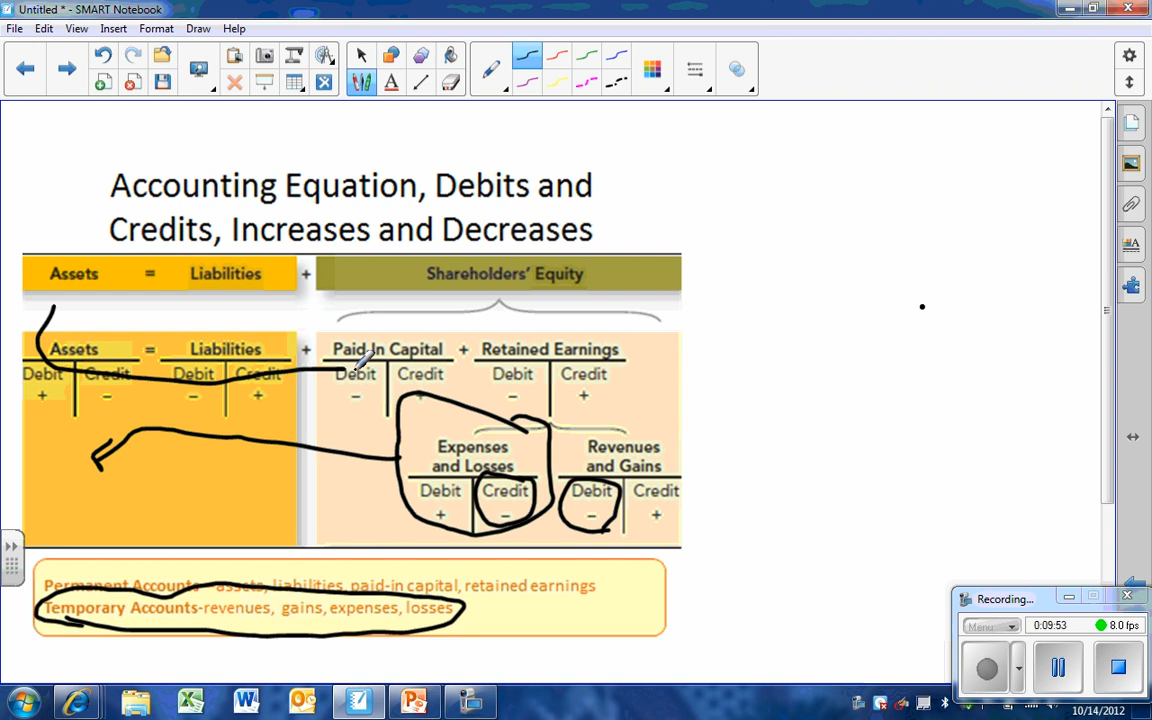 Untitled * - SMART Notebook
File Edit View Insert Format Draw Help
Accounting Equation, Debits and
Credits, Increases and Decreases
Assets = Liabilities + Shareholders' Equity
Assets = Liabilities + Paid-In Capital + Retained Earnings
Debit Credit Debit Credit Debit Credit Debit Credit
+ – – + – + – +
Expenses and Losses
Revenues and Gains
Debit Credit Debit Credit
+ – – +
Permanent Accounts - assets, liabilities, paid-in capital, retained earnings
Temporary Accounts-revenues, gains, expenses, losses
Recording...
Menu 0:09:53 8.0 fps
10/14/2012